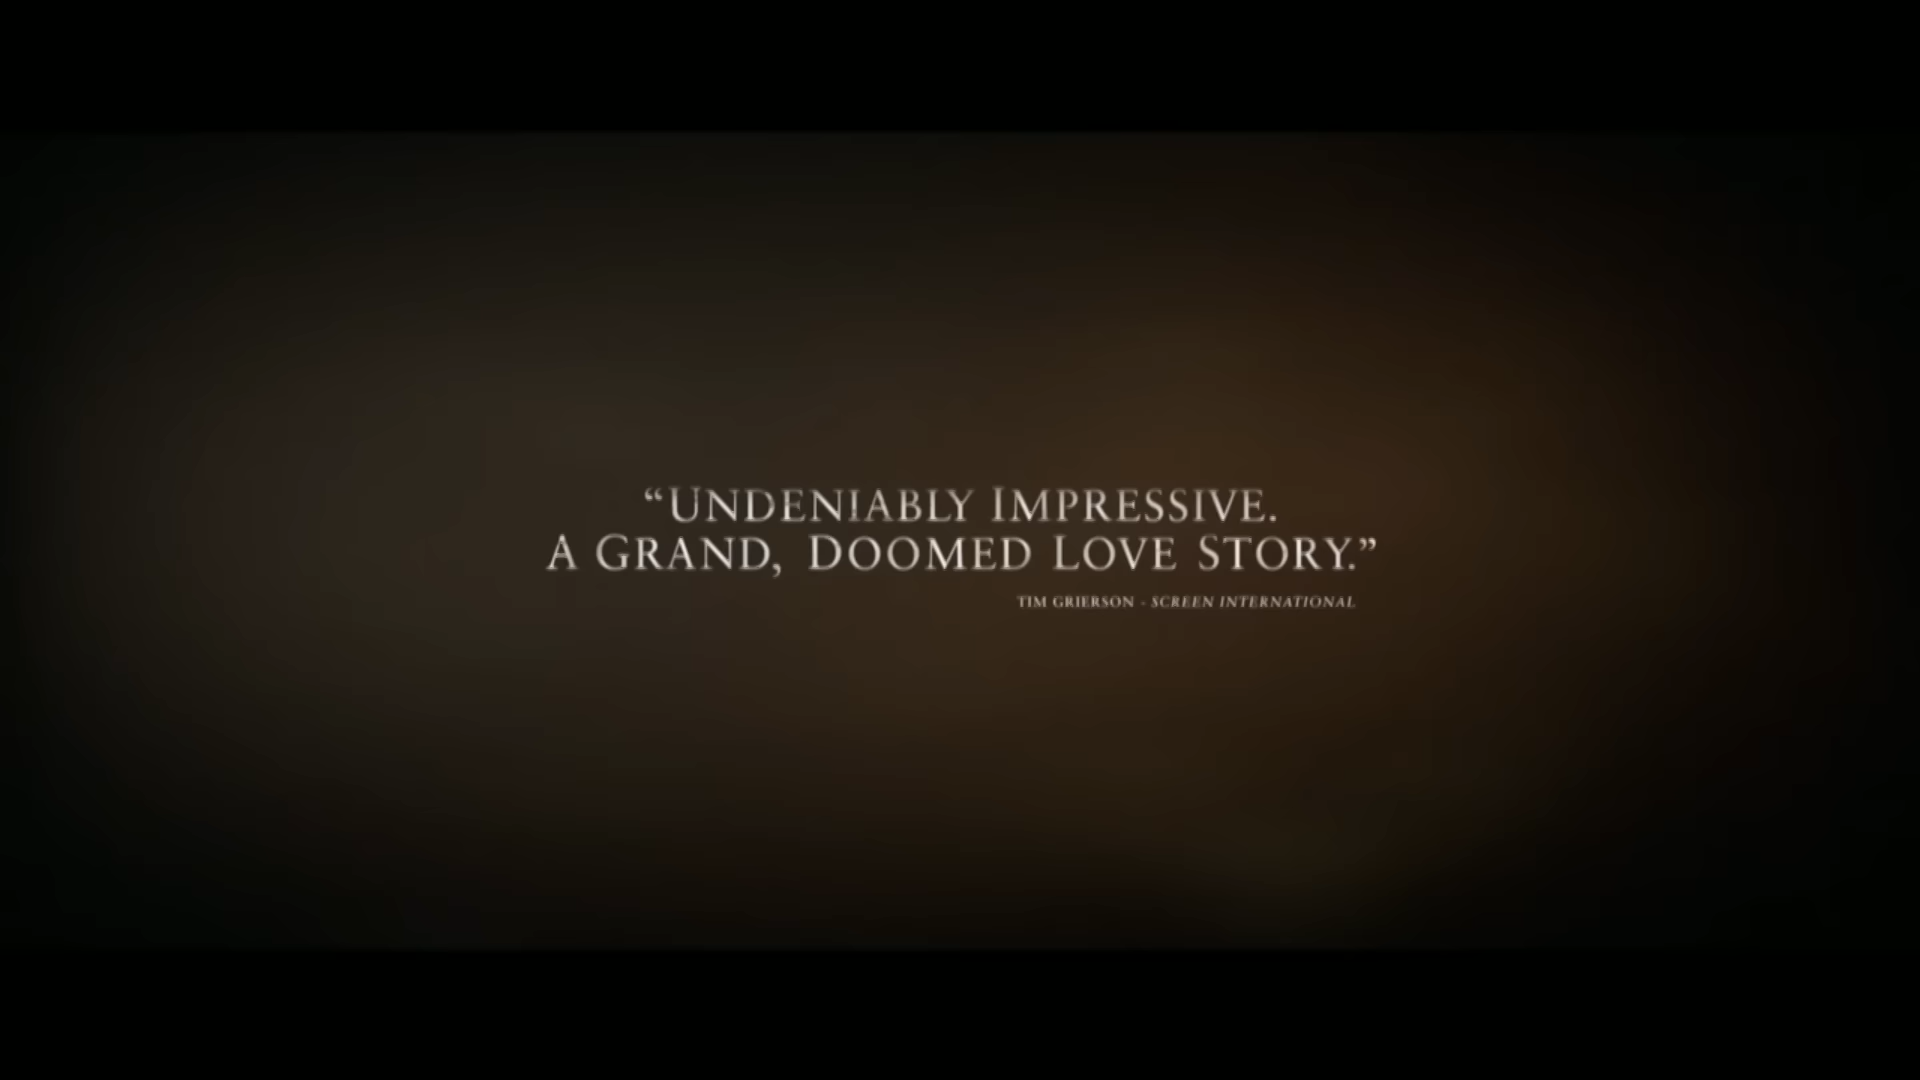 “Undeniably Impressive.
A Grand, Doomed Love Story.”
TIM GRIERSON - SCREEN INTERNATIONAL